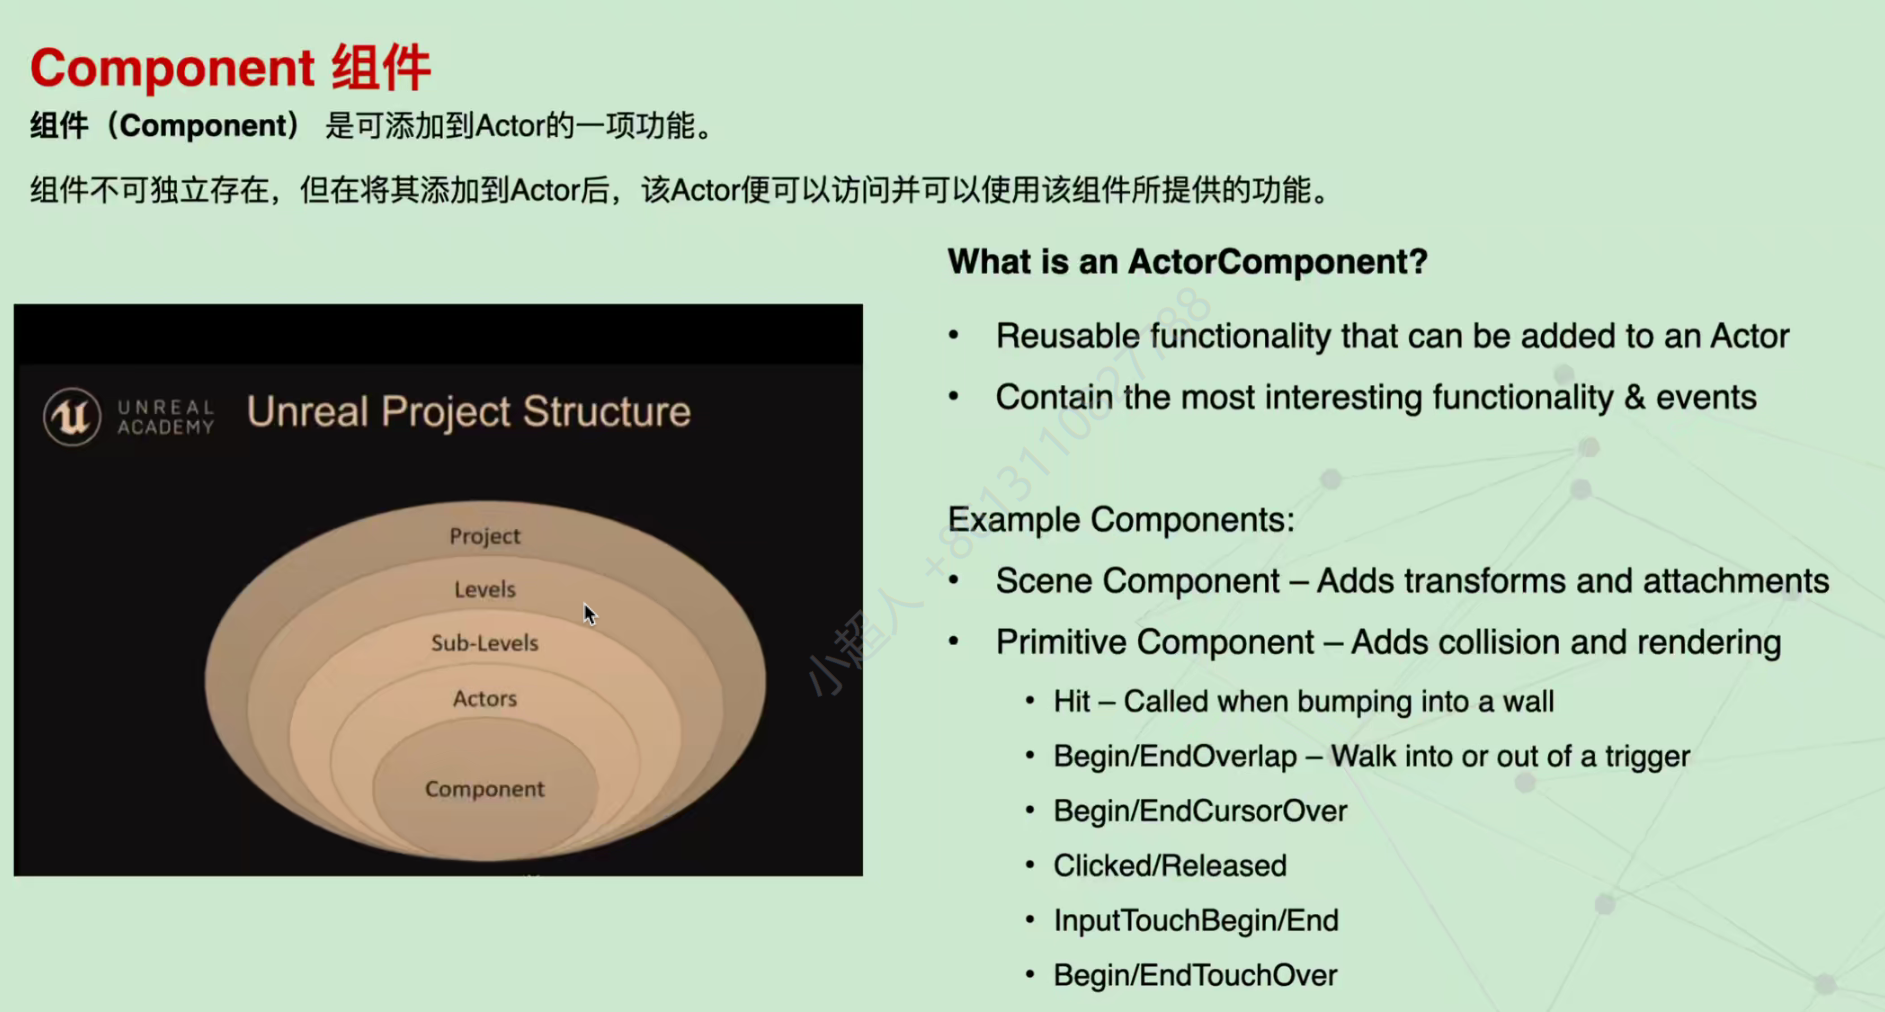 Component 组件
组件（Component） 是可添加到Actor的一项功能。
组件不可独立存在，但在将其添加到Actor后，该Actor便可以访问并可以使用该组件所提供的功能。
UNREAL
ACADEMY
Unreal Project Structure
Project
Levels
Sub-Levels
Actors
Component
What is an ActorComponent?
• Reusable functionality that can be added to an Actor
• Contain the most interesting functionality & events
Example Components:
• Scene Component – Adds transforms and attachments
• Primitive Component – Adds collision and rendering
• Hit – Called when bumping into a wall
• Begin/EndOverlap – Walk into or out of a trigger
• Begin/EndCursorOver
• Clicked/Released
• InputTouchBegin/End
• Begin/EndTouchOver
小超人